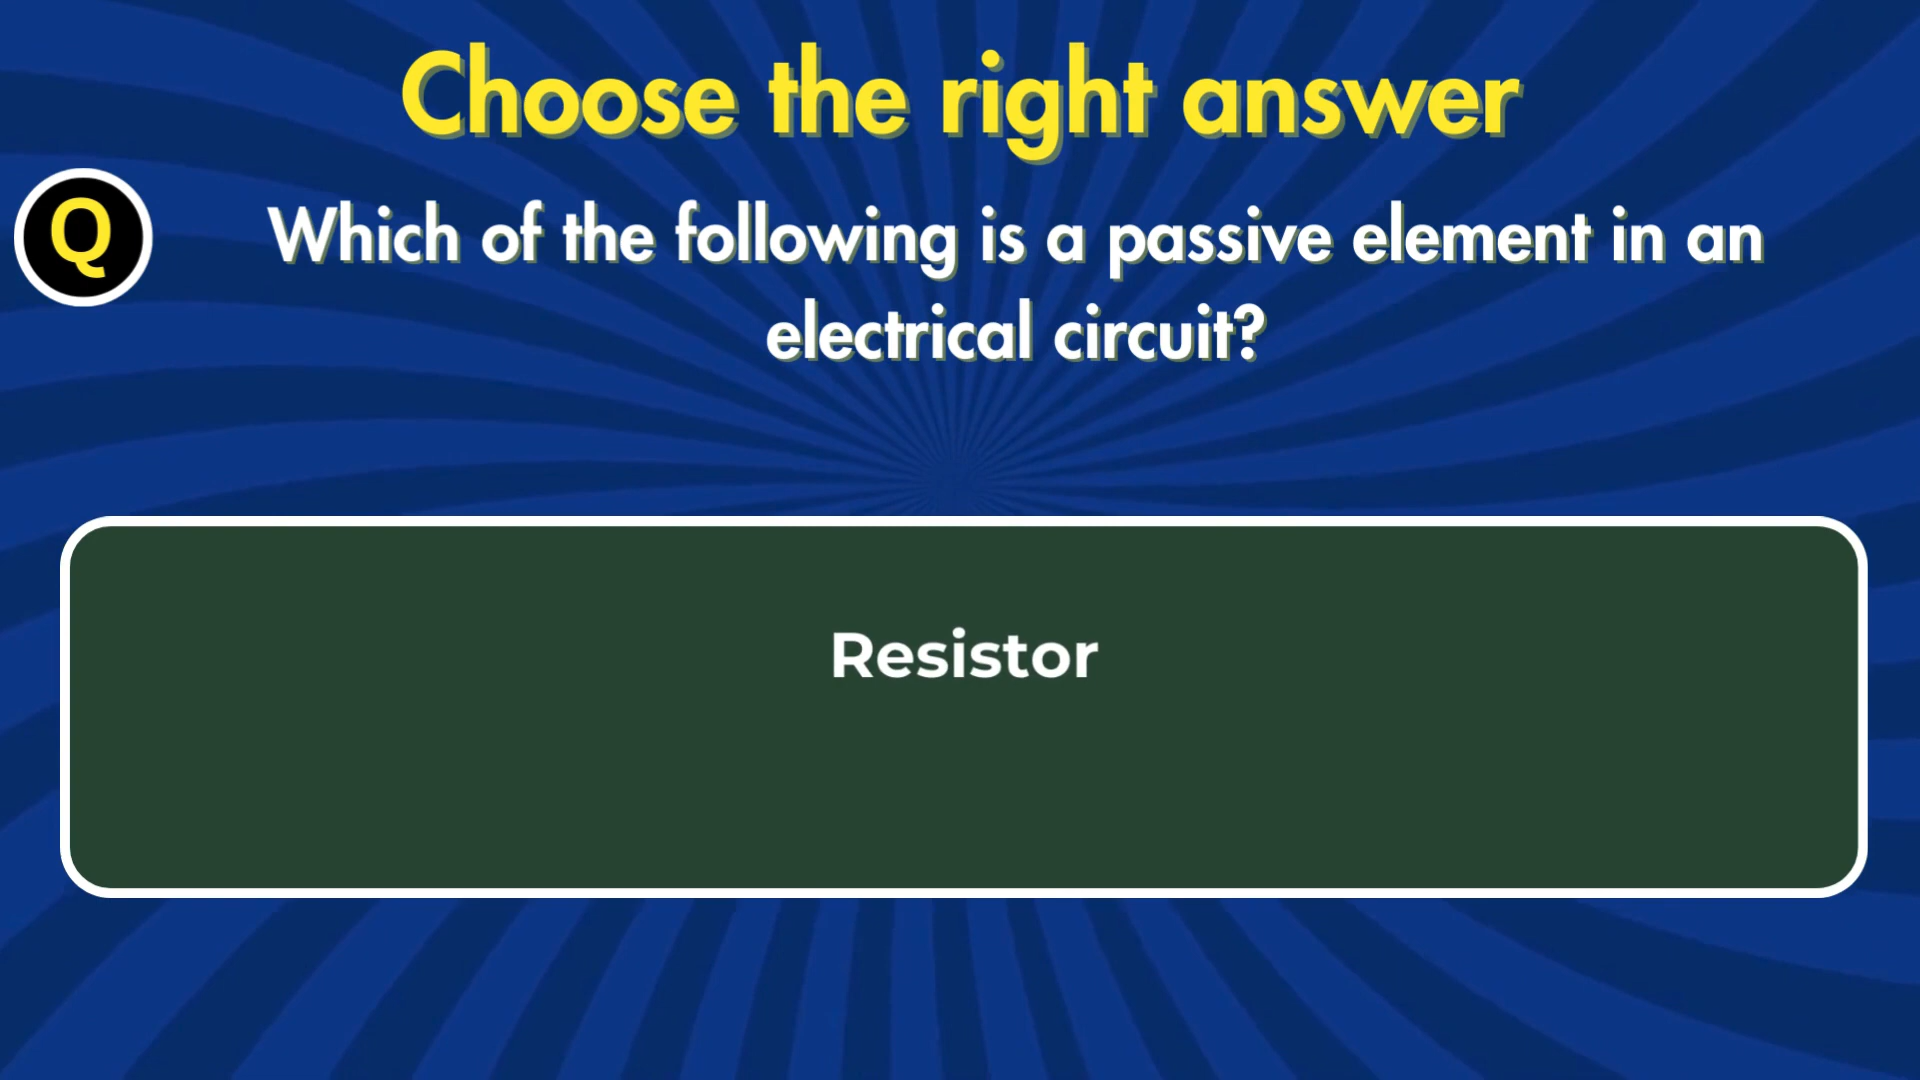 Choose the right answer
Q
Which of the following is a passive element in an
electrical circuit?
Resistor